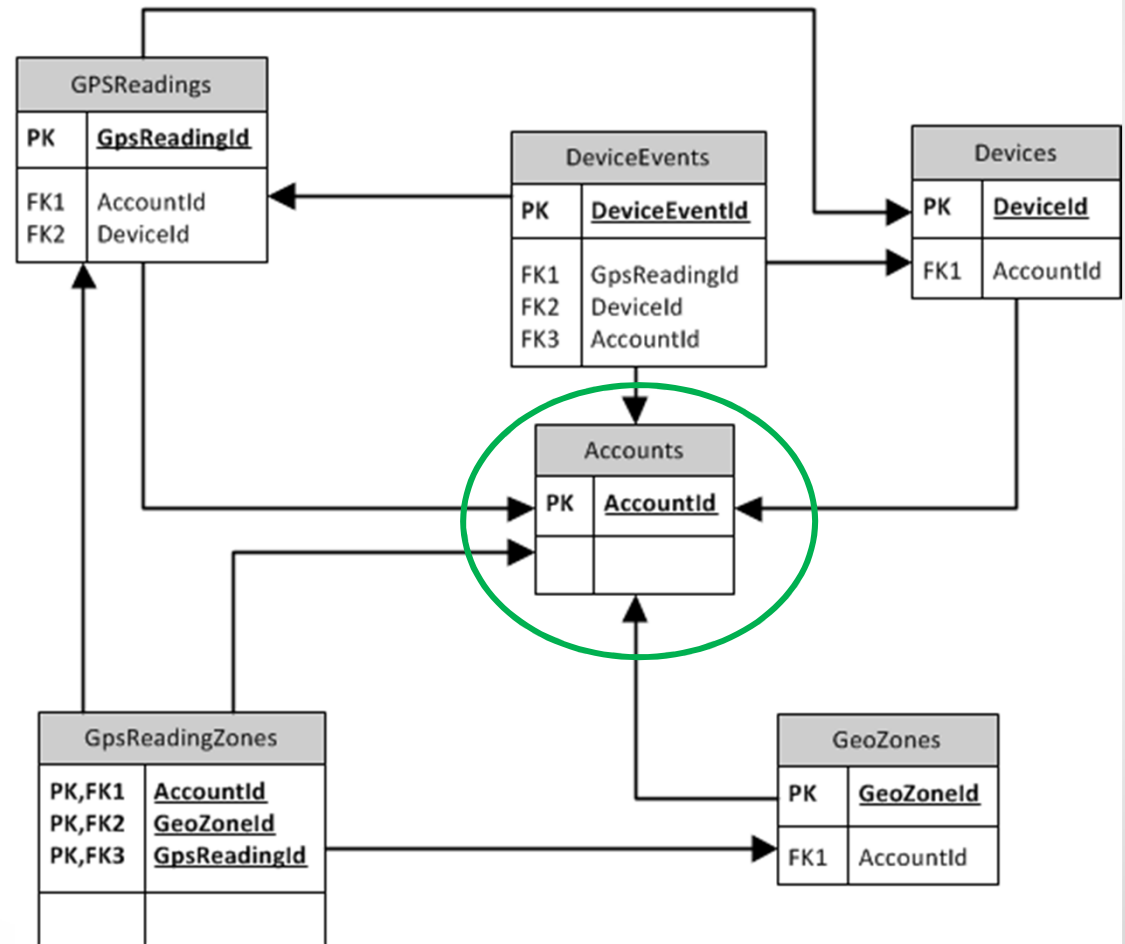 GPSReadings
PK GpsReadingId
FK1 AccountId
FK2 DeviceId
DeviceEvents
PK DeviceEventId
FK1 GpsReadingId
FK2 DeviceId
FK3 AccountId
Devices
PK DeviceId
FK1 AccountId
Accounts
PK AccountId
GpsReadingZones
PK,FK1 AccountId
PK,FK2 GeoZoneId
PK,FK3 GpsReadingId
GeoZones
PK GeoZoneId
FK1 AccountId